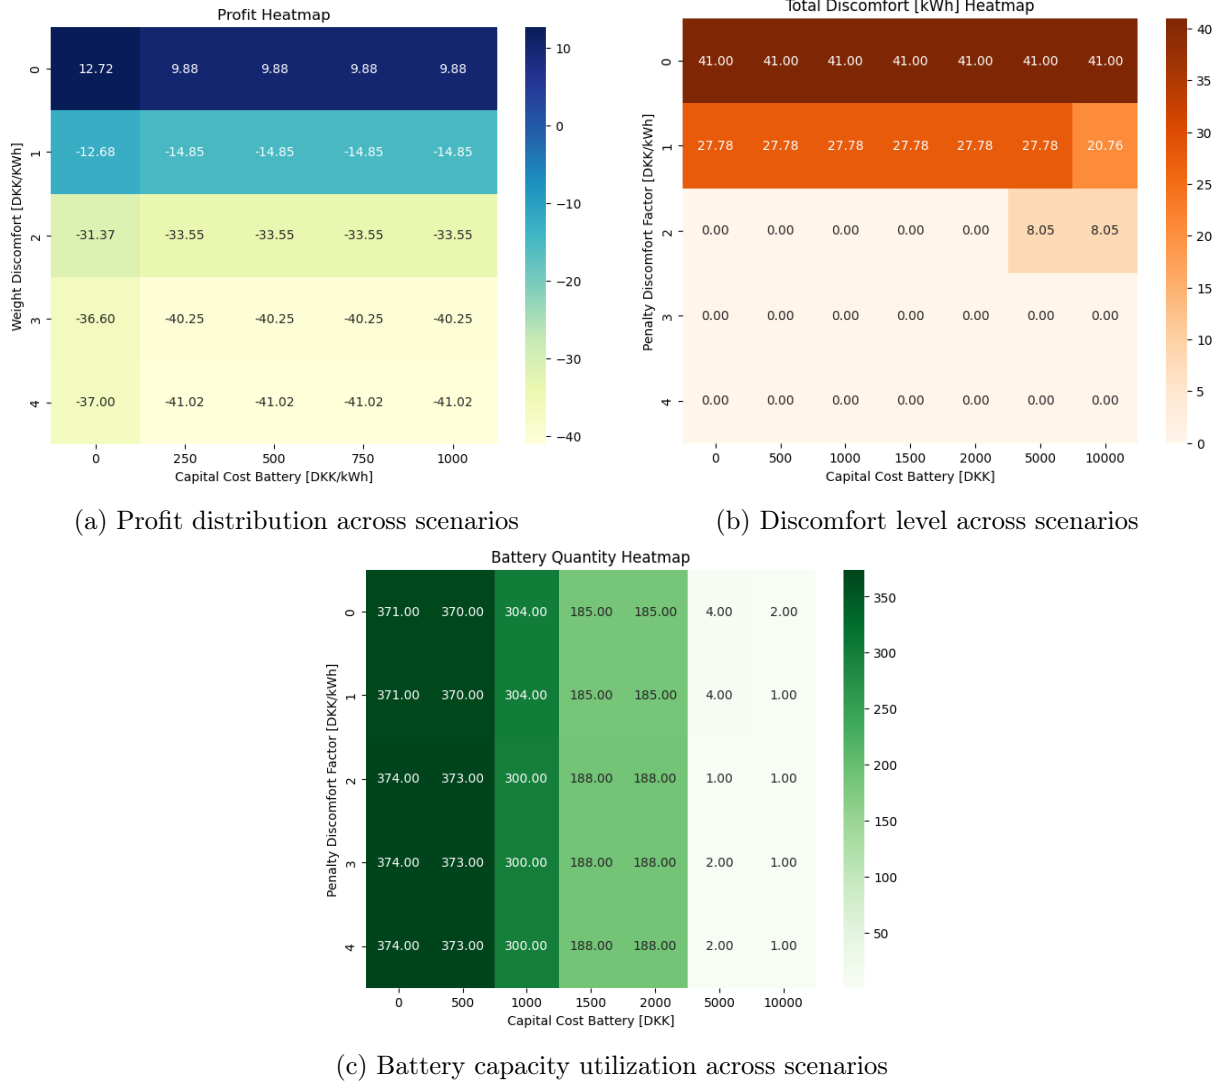 Profit Heatmap
12.72 9.88 9.88 9.88 9.88
-12.68 -14.85 -14.85 -14.85 -14.85
-31.37 -33.55 -33.55 -33.55 -33.55
-36.60 -40.25 -40.25 -40.25 -40.25
-37.00 -41.02 -41.02 -41.02 -41.02
0
1
2
3
4
Weight Discomfort [DKK/KWh]
0 250 500 750 1000
Capital Cost Battery [DKK/kWh]
10
0
−10
−20
−30
−40
(a) Profit distribution across scenarios
Total Discomfort [kWh] Heatmap
41.00 41.00 41.00 41.00 41.00 41.00 41.00
27.78 27.78 27.78 27.78 27.78 27.78 20.76
0.00 0.00 0.00 0.00 0.00 8.05 8.05
0.00 0.00 0.00 0.00 0.00 0.00 0.00
0.00 0.00 0.00 0.00 0.00 0.00 0.00
0
1
2
3
4
Penalty Discomfort Factor [DKK/kWh]
0 500 1000 1500 2000 5000 10000
Capital Cost Battery [DKK]
40
35
30
25
20
15
10
5
0
(b) Discomfort level across scenarios
Battery Quantity Heatmap
371.00 370.00 304.00 185.00 185.00 4.00 2.00
371.00 370.00 304.00 185.00 185.00 4.00 1.00
374.00 373.00 300.00 188.00 188.00 1.00 1.00
374.00 373.00 300.00 188.00 188.00 2.00 1.00
374.00 373.00 300.00 188.00 188.00 2.00 1.00
0
1
2
3
4
Penalty Discomfort Factor [DKK/kWh]
0 500 1000 1500 2000 5000 10000
Capital Cost Battery [DKK]
350
300
250
200
150
100
50
(c) Battery capacity utilization across scenarios